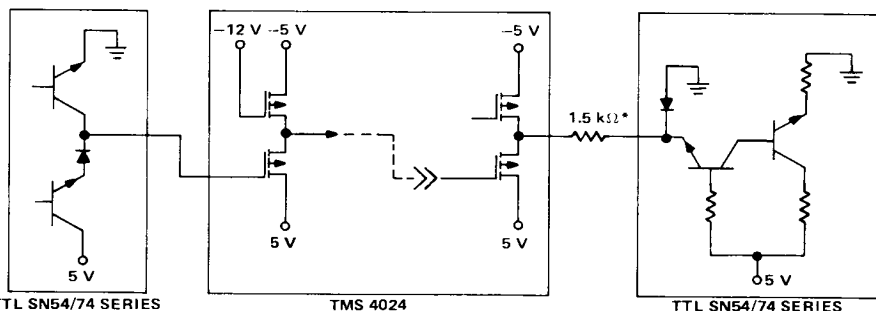 −12 V −5 V
−5 V
1.5 kΩ*
5 V
5 V
5 V
5 V
TTL SN54/74 SERIES
TMS 4024
TTL SN54/74 SERIES